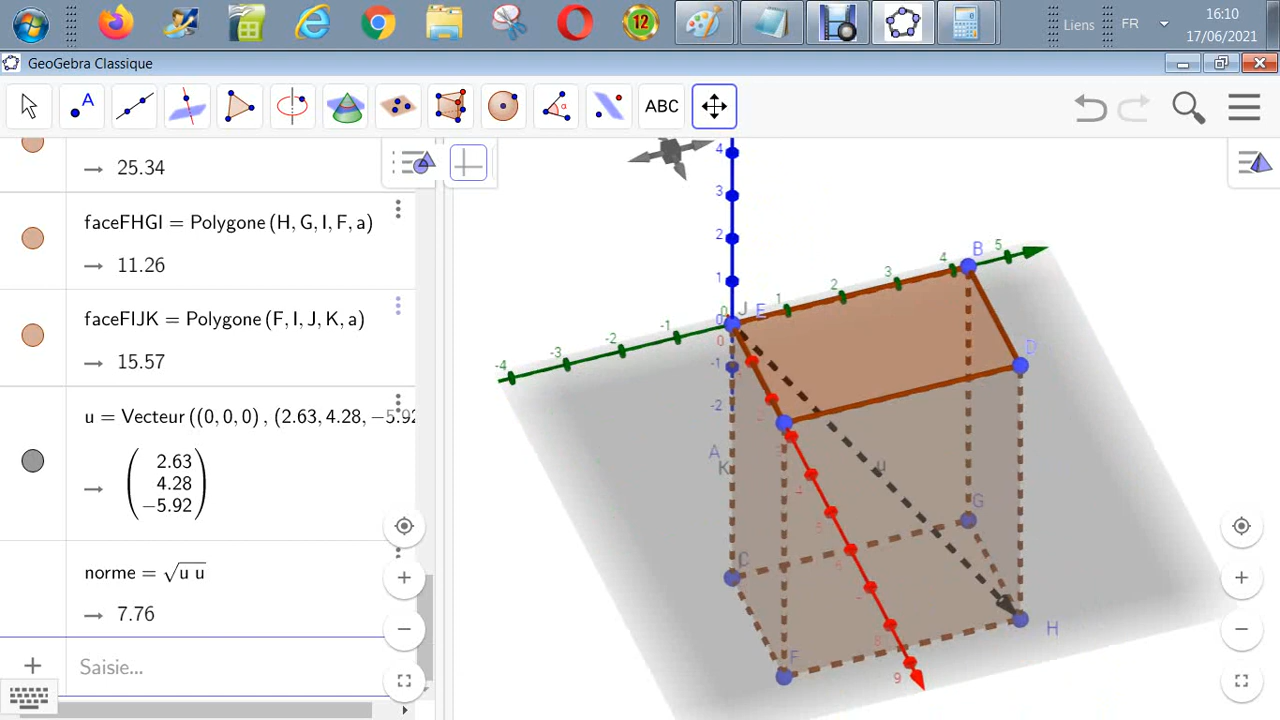 12
Liens
FR
16:10
17/06/2021
GeoGebra Classique
A
α
ABC
→ 25.34
faceFHGI = Polygone (H, G, I, F, a)
→ 11.26
faceFIJK = Polygone (F, I, J, K, a)
→ 15.57
u = Vecteur ((0, 0, 0) , (2.63, 4.28, −5.92
2.63
4.28
−5.92
norme = √u u
→ 7.76
Saisie...
4
3
2
1
0
-1
-2
-4
-3
-2
-1
0
1
2
3
4
5
0
9
J
E
B
D
A
K
u
G
C
F
H